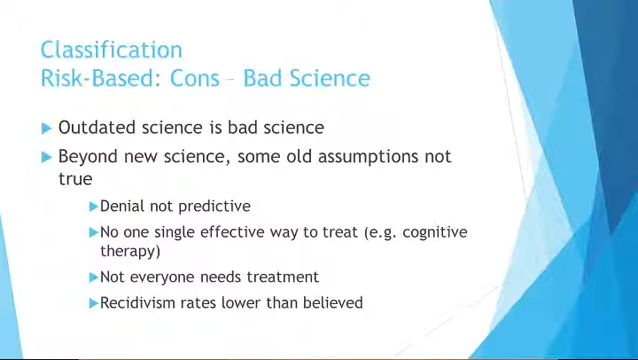 Classification
Risk-Based: Cons – Bad Science
Outdated science is bad science
Beyond new science, some old assumptions not
true
Denial not predictive
No one single effective way to treat (e.g. cognitive
therapy)
Not everyone needs treatment
Recidivism rates lower than believed